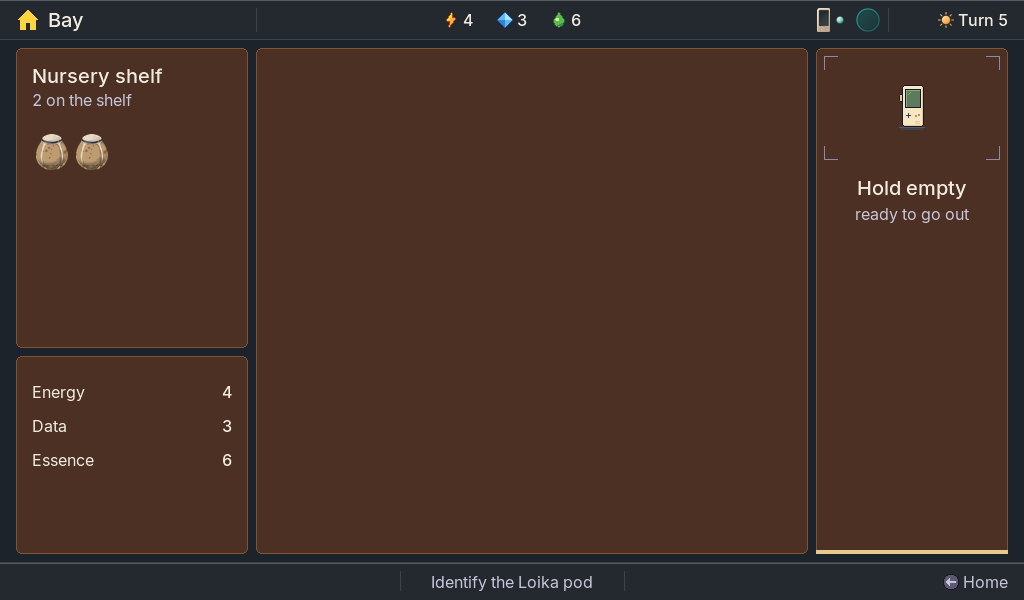 Bay
4
3
6
Turn 5
Nursery shelf
2 on the shelf
Hold empty
ready to go out
Energy 4
Data 3
Essence 6
Identify the Loika pod
Home